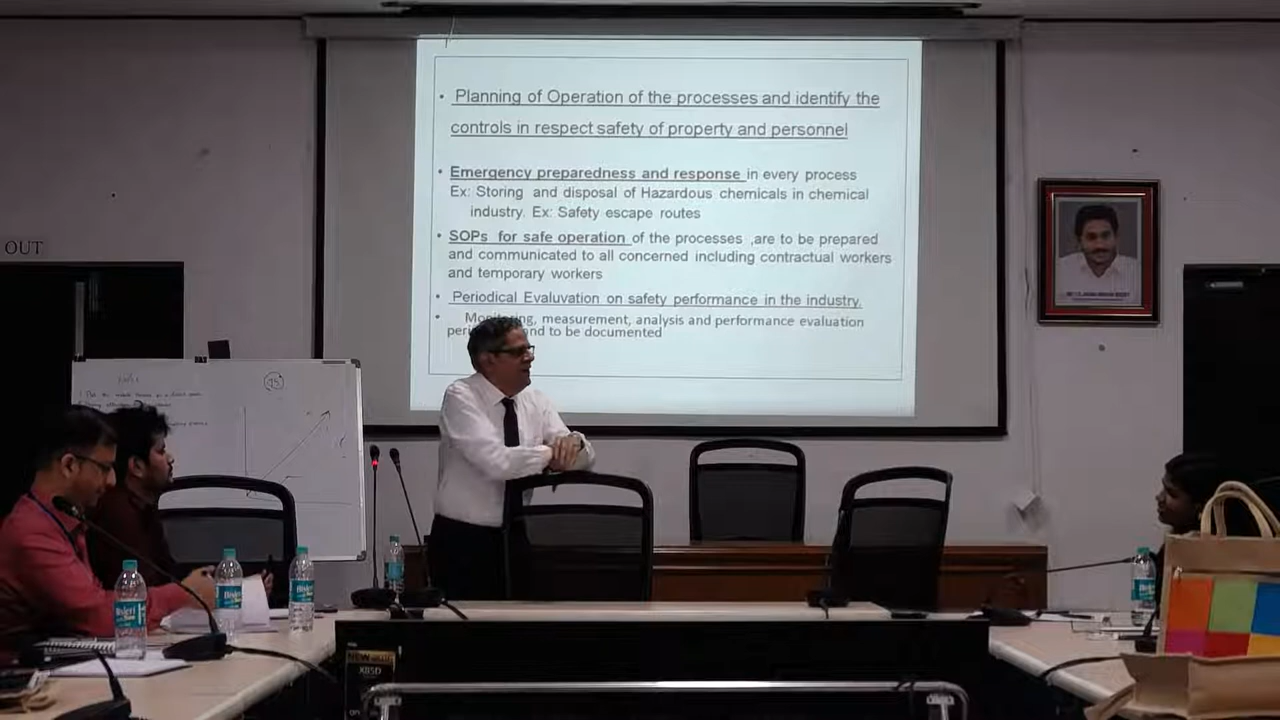 • Planning of Operation of the processes and identify the
controls in respect safety of property and personnel
• Emergency preparedness and response in every process
Ex: Storing and disposal of Hazardous chemicals in chemical
industry. Ex: Safety escape routes
• SOPs for safe operation of the processes ,are to be prepared
and communicated to all concerned including contractual workers
and temporary workers
• Periodical Evaluvation on safety performance in the industry.
• measurement, analysis and performance evaluation
and to be documented
OUT
Bisleri
Bisleri
Bisleri